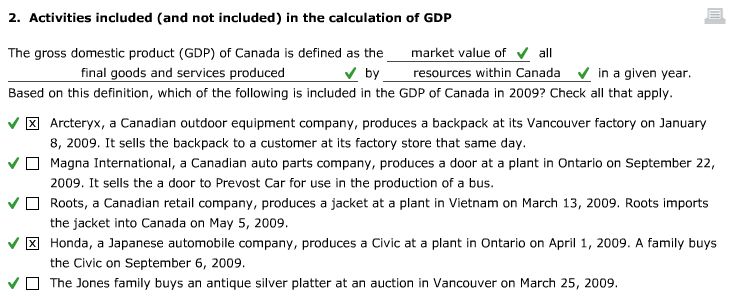 2. Activities included (and not included) in the calculation of GDP
The gross domestic product (GDP) of Canada is defined as the market value of ✔ all
final goods and services produced ✔ by resources within Canada ✔ in a given year.
Based on this definition, which of the following is included in the GDP of Canada in 2009? Check all that apply.
✔ ☒ Arcteryx, a Canadian outdoor equipment company, produces a backpack at its Vancouver factory on January
8, 2009. It sells the backpack to a customer at its factory store that same day.
✔ ☐ Magna International, a Canadian auto parts company, produces a door at a plant in Ontario on September 22,
2009. It sells the a door to Prevost Car for use in the production of a bus.
✔ ☐ Roots, a Canadian retail company, produces a jacket at a plant in Vietnam on March 13, 2009. Roots imports
the jacket into Canada on May 5, 2009.
✔ ☒ Honda, a Japanese automobile company, produces a Civic at a plant in Ontario on April 1, 2009. A family buys
the Civic on September 6, 2009.
✔ ☐ The Jones family buys an antique silver platter at an auction in Vancouver on March 25, 2009.